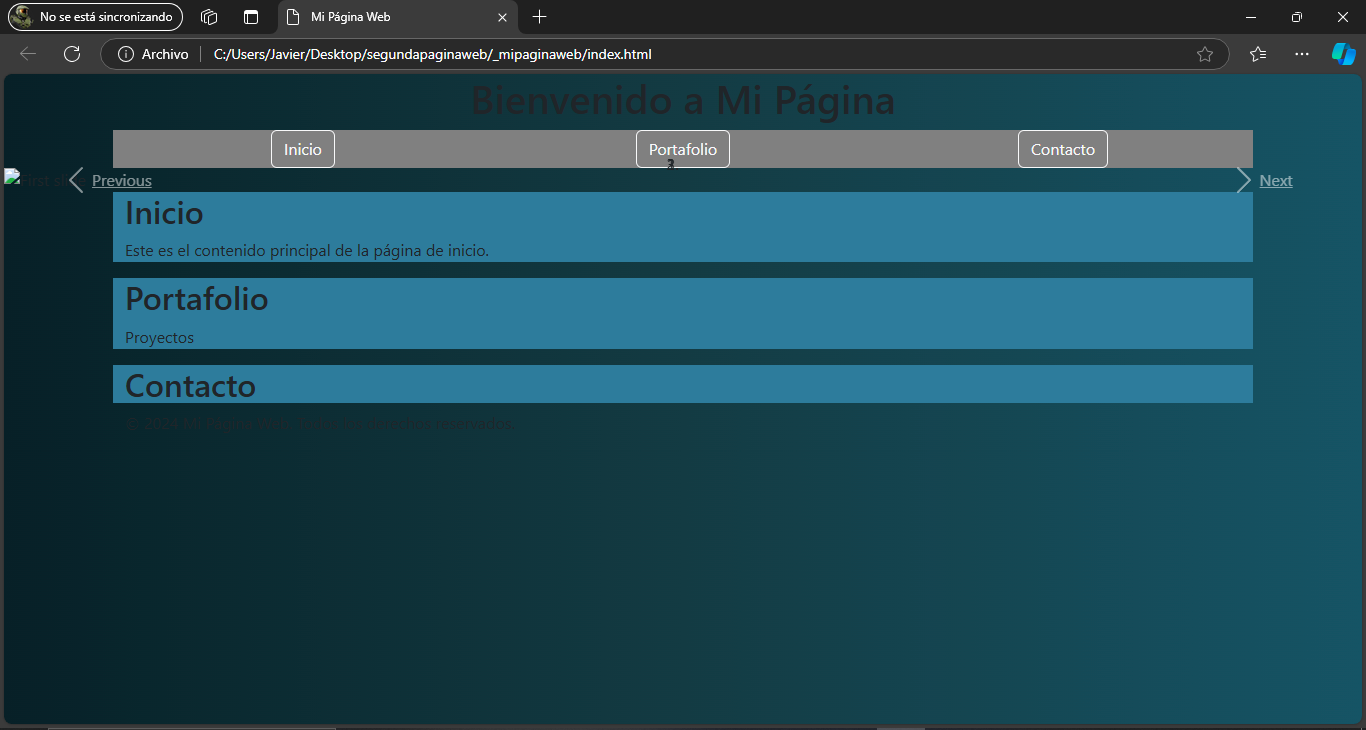 No se está sincronizando
Mi Página Web
Archivo
C:/Users/Javier/Desktop/segundapaginaweb/_mipaginaweb/index.html
Bienvenido a Mi Página
Inicio Portafolio Contacto
First Previous Next
Inicio
Este es el contenido principal de la página de inicio.
Portafolio
Proyectos
Contacto
© 2024 Mi Página Web. Todos los derechos reservados.